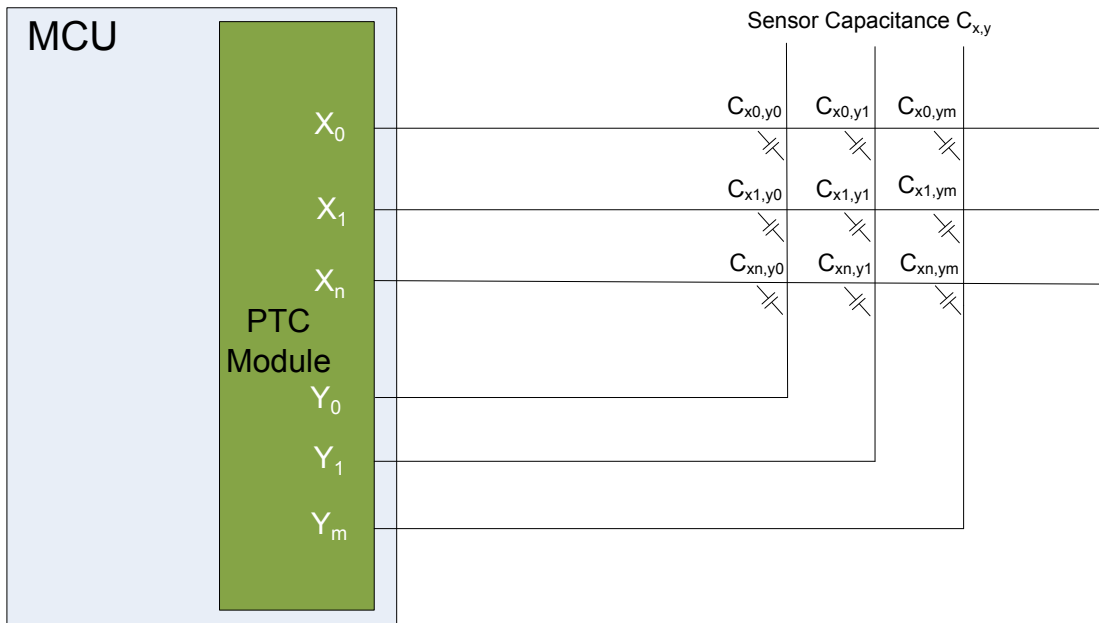 Sensor Capacitance Cx,y
MCU
Cx0,y0 Cx0,y1 Cx0,ym
X0
Cx1,y0 Cx1,y1 Cx1,ym
X1
Cxn,y0 Cxn,y1 Cxn,ym
Xn
PTC
Module
Y0
Y1
Ym